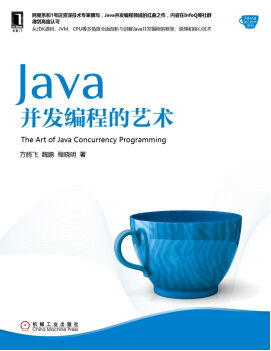 阿里系和1号店资深技术专家撰写，Java并发编程领域的扛鼎之作，内容在InfoQ等社群
得到高度认可
从JDK源码、JVM、CPU等多角度全面剖析与讲解Java并发编程的框架、原理和核心技术
Java
并发编程的艺术
The Art of Java Concurrency Programming
方腾飞 魏鹏 程晓明 著
机械工业出版社
China Machine Press